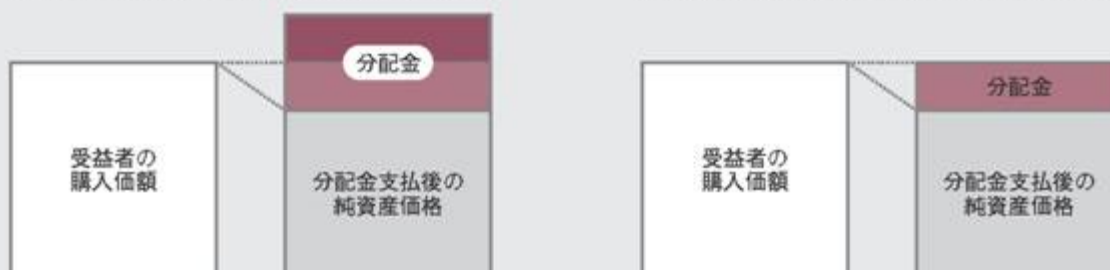 分配金
受益者の
購入価額
分配金支払後の
純資産価格
分配金
受益者の
購入価額
分配金支払後の
純資産価格